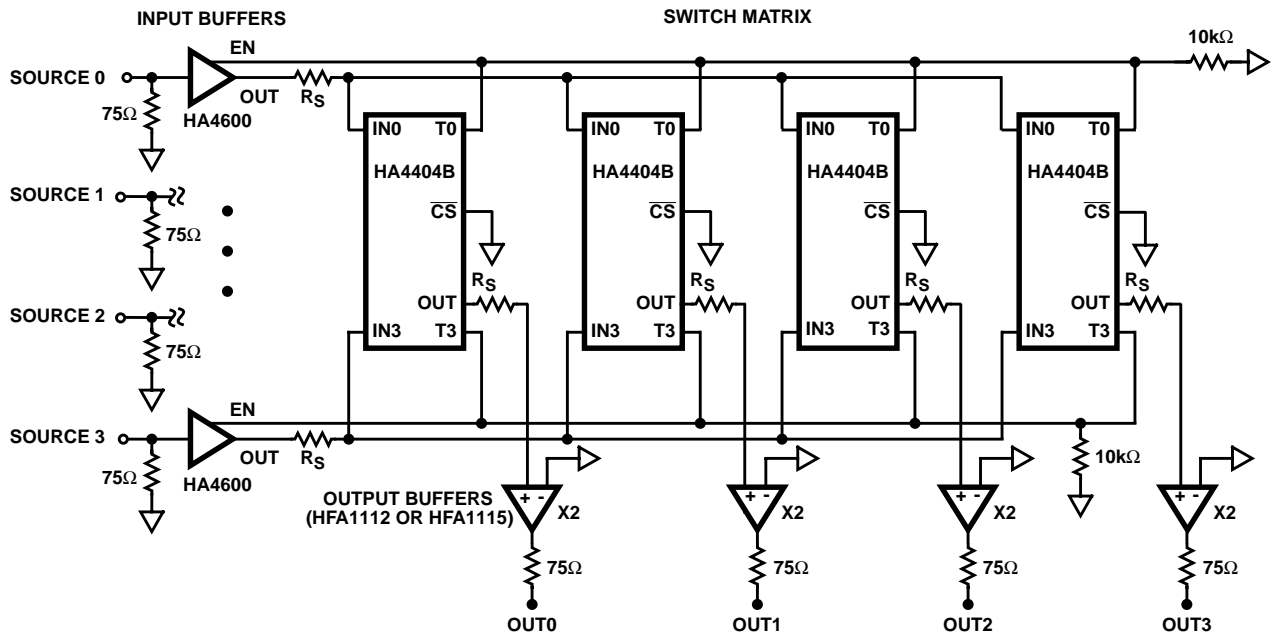 INPUT BUFFERS
SWITCH MATRIX
10kΩ
EN
SOURCE 0
OUT
RS
75Ω
HA4600
IN0 T0
HA4404B
CS
OUT
RS
IN3 T3
IN0 T0
HA4404B
CS
OUT
RS
IN3 T3
IN0 T0
HA4404B
CS
OUT
RS
IN3 T3
IN0 T0
HA4404B
CS
OUT
RS
IN3 T3
SOURCE 1
75Ω
SOURCE 2
75Ω
EN
SOURCE 3
OUT
RS
75Ω
HA4600
10kΩ
OUTPUT BUFFERS
(HFA1112 OR HFA1115)
+ -
X2
75Ω
OUT0
+ -
X2
75Ω
OUT1
+ -
X2
75Ω
OUT2
+ -
X2
75Ω
OUT3